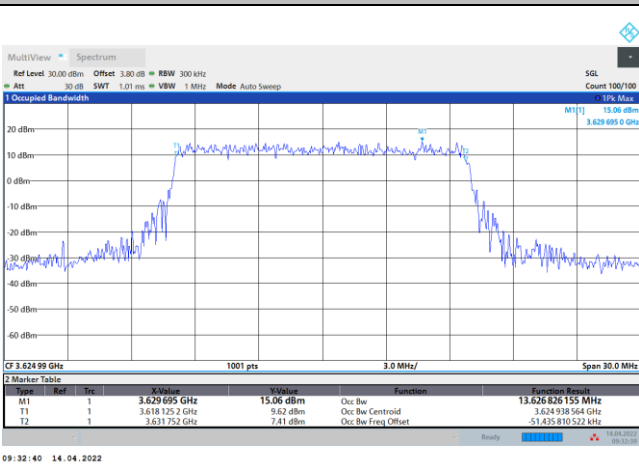 MultiView Spectrum
Ref Level 30.00 dBm Offset 3.80 dB RBW 300 kHz SGL
Att 30 dB SWT 1.01 ms VBW 1 MHz Mode Auto Sweep Count 100/100
1 Occupied Bandwidth 1Pk Max
M1[1] 15.06 dBm
3.629 695 0 GHz
20 dBm
M1
T1
T2
10 dBm
0 dBm
-10 dBm
-20 dBm
-30 dBm
-40 dBm
-50 dBm
-60 dBm
CF 3.624 99 GHz 1001 pts 3.0 MHz/ Span 30.0 MHz
2 Marker Table
Type Ref Trc X-Value Y-Value Function Function Result
M1 1 3.629 695 GHz 15.06 dBm Occ Bw 13.626 826 155 MHz
T1 1 3.618 125 2 GHz 9.62 dBm Occ Bw Centroid 3.624 938 564 GHz
T2 1 3.631 752 GHz 7.41 dBm Occ Bw Freq Offset -51.435 810 522 kHz
Ready 14.04.2022
09:32:39
09:32:40 14.04.2022